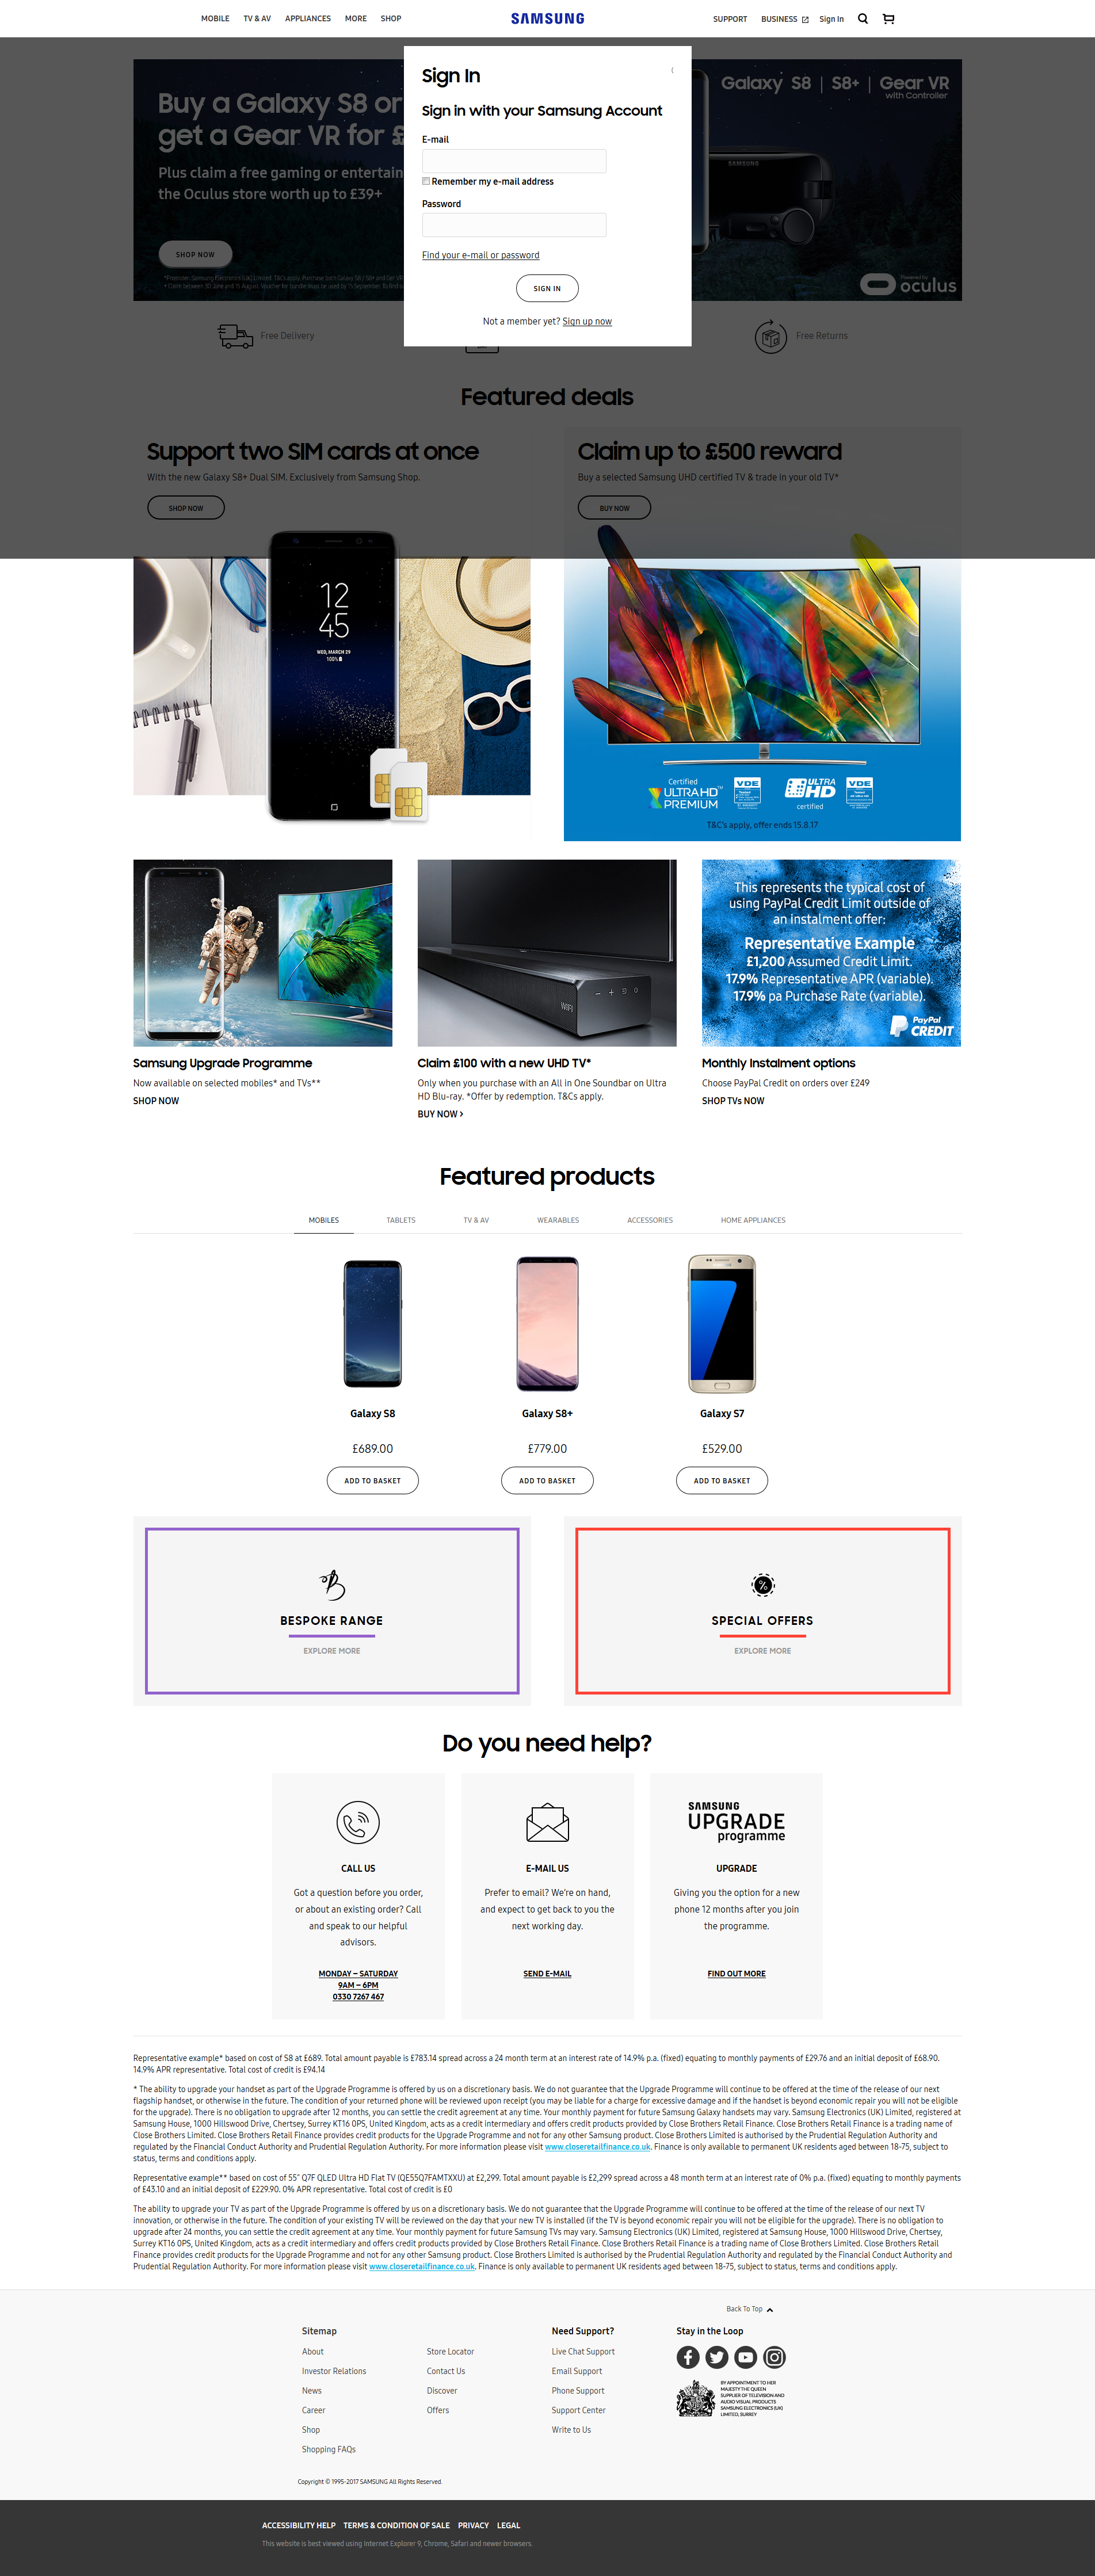 MOBILE TV & AV APPLIANCES MORE SHOP
SAMSUNG
SUPPORT BUSINESS Sign In
Sign In
Sign in with your Samsung Account
E-mail
Remember my e-mail address
Password
Find your e-mail or password
SIGN IN
Not a member yet? Sign up now
Buy a Galaxy S8 or
get a Gear VR for £
Plus claim a free gaming or entertain
the Oculus store worth up to £39+
SHOP NOW
Galaxy S8 | S8+ | Gear VR
with Controller
SAMSUNG
Powered by
oculus
Free Delivery
Free Returns
Featured deals
Support two SIM cards at once
With the new Galaxy S8+ Dual SIM. Exclusively from Samsung Shop.
SHOP NOW
Claim up to £500 reward
Buy a selected Samsung UHD certified TV & trade in your old TV*
BUY NOW
12
45
WED, MARCH 29
100%
Certified
ULTRA HD
PREMIUM
VDE
ULTRA
HD
certified
VDE
T&C's apply, offer ends 15.8.17
WiFi
This represents the typical cost of
using PayPal Credit Limit outside of
an instalment offer:
Representative Example
£1,200 Assumed Credit Limit.
17.9% Representative APR (variable).
17.9% pa Purchase Rate (variable).
PayPal
CREDIT
Samsung Upgrade Programme
Now available on selected mobiles* and TVs**
SHOP NOW
Claim £100 with a new UHD TV*
Only when you purchase with an All in One Soundbar on Ultra
HD Blu-ray. *Offer by redemption. T&Cs apply.
BUY NOW >
Monthly Instalment options
Choose PayPal Credit on orders over £249
SHOP TVs NOW
Featured products
MOBILES TABLETS TV & AV WEARABLES ACCESSORIES HOME APPLIANCES
Galaxy S8 Galaxy S8+ Galaxy S7
£689.00 £779.00 £529.00
ADD TO BASKET ADD TO BASKET ADD TO BASKET
BESPOKE RANGE
EXPLORE MORE
%
SPECIAL OFFERS
EXPLORE MORE
Do you need help?
CALL US
Got a question before you order,
or about an existing order? Call
and speak to our helpful
advisors.
MONDAY – SATURDAY
9AM – 6PM
0330 7267 467
E-MAIL US
Prefer to email? We're on hand,
and expect to get back to you the
next working day.
SEND E-MAIL
SAMSUNG
UPGRADE
programme
UPGRADE
Giving you the option for a new
phone 12 months after you join
the programme.
FIND OUT MORE
Representative example* based on cost of S8 at £689. Total amount payable is £783.14 spread across a 24 month term at an interest rate of 14.9% p.a. (fixed) equating to monthly payments of £29.76 and an initial deposit of £68.90.
14.9% APR representative. Total cost of credit is £94.14
* The ability to upgrade your handset as part of the Upgrade Programme is offered by us on a discretionary basis. We do not guarantee that the Upgrade Programme will continue to be offered at the time of the release of our next
flagship handset, or otherwise in the future. The condition of your returned phone will be reviewed upon receipt (you may be liable for a charge for excessive damage and if the handset is beyond economic repair you will not be eligible
for the upgrade). There is no obligation to upgrade after 12 months, you can settle the credit agreement at any time. Your monthly payment for future Samsung Galaxy handsets may vary. Samsung Electronics (UK) Limited, registered at
Samsung House, 1000 Hillswood Drive, Chertsey, Surrey KT16 0PS, United Kingdom, acts as a credit intermediary and offers credit products provided by Close Brothers Retail Finance. Close Brothers Retail Finance is a trading name of
Close Brothers Limited. Close Brothers Retail Finance provides credit products for the Upgrade Programme and not for any other Samsung product. Close Brothers Limited is authorised by the Prudential Regulation Authority and
regulated by the Financial Conduct Authority and Prudential Regulation Authority. For more information please visit www.closeretailfinance.co.uk. Finance is only available to permanent UK residents aged between 18-75, subject to
status, terms and conditions apply.
Representative example** based on cost of 55" Q7F QLED Ultra HD Flat TV (QE55Q7FAMTXXU) at £2,299. Total amount payable is £2,299 spread across a 48 month term at an interest rate of 0% p.a. (fixed) equating to monthly payments
of £43.10 and an initial deposit of £229.90. 0% APR representative. Total cost of credit is £0
The ability to upgrade your TV as part of the Upgrade Programme is offered by us on a discretionary basis. We do not guarantee that the Upgrade Programme will continue to be offered at the time of the release of our next TV
innovation, or otherwise in the future. The condition of your existing TV will be reviewed on the day that your new TV is installed (if the TV is beyond economic repair you will not be eligible for the upgrade). There is no obligation to
upgrade after 24 months, you can settle the credit agreement at any time. Your monthly payment for future Samsung TVs may vary. Samsung Electronics (UK) Limited, registered at Samsung House, 1000 Hillswood Drive, Chertsey,
Surrey KT16 0PS, United Kingdom, acts as a credit intermediary and offers credit products provided by Close Brothers Retail Finance. Close Brothers Retail Finance is a trading name of Close Brothers Limited. Close Brothers Retail
Finance provides credit products for the Upgrade Programme and not for any other Samsung product. Close Brothers Limited is authorised by the Prudential Regulation Authority and regulated by the Financial Conduct Authority and
Prudential Regulation Authority. For more information please visit www.closeretailfinance.co.uk. Finance is only available to permanent UK residents aged between 18-75, subject to status, terms and conditions apply.
Back To Top
Sitemap
About
Investor Relations
News
Career
Shop
Shopping FAQs
Store Locator
Contact Us
Discover
Offers
Need Support?
Live Chat Support
Email Support
Phone Support
Support Center
Write to Us
Stay in the Loop
BY APPOINTMENT TO HER
MAJESTY THE QUEEN
SUPPLIER OF TELEVISION AND
AUDIO VISUAL PRODUCTS
SAMSUNG ELECTRONICS (UK)
LIMITED, SURREY
Copyright © 1995-2017 SAMSUNG All Rights Reserved.
ACCESSIBILITY HELP TERMS & CONDITION OF SALE PRIVACY LEGAL
This website is best viewed using Internet Explorer 9, Chrome, Safari and newer browsers.